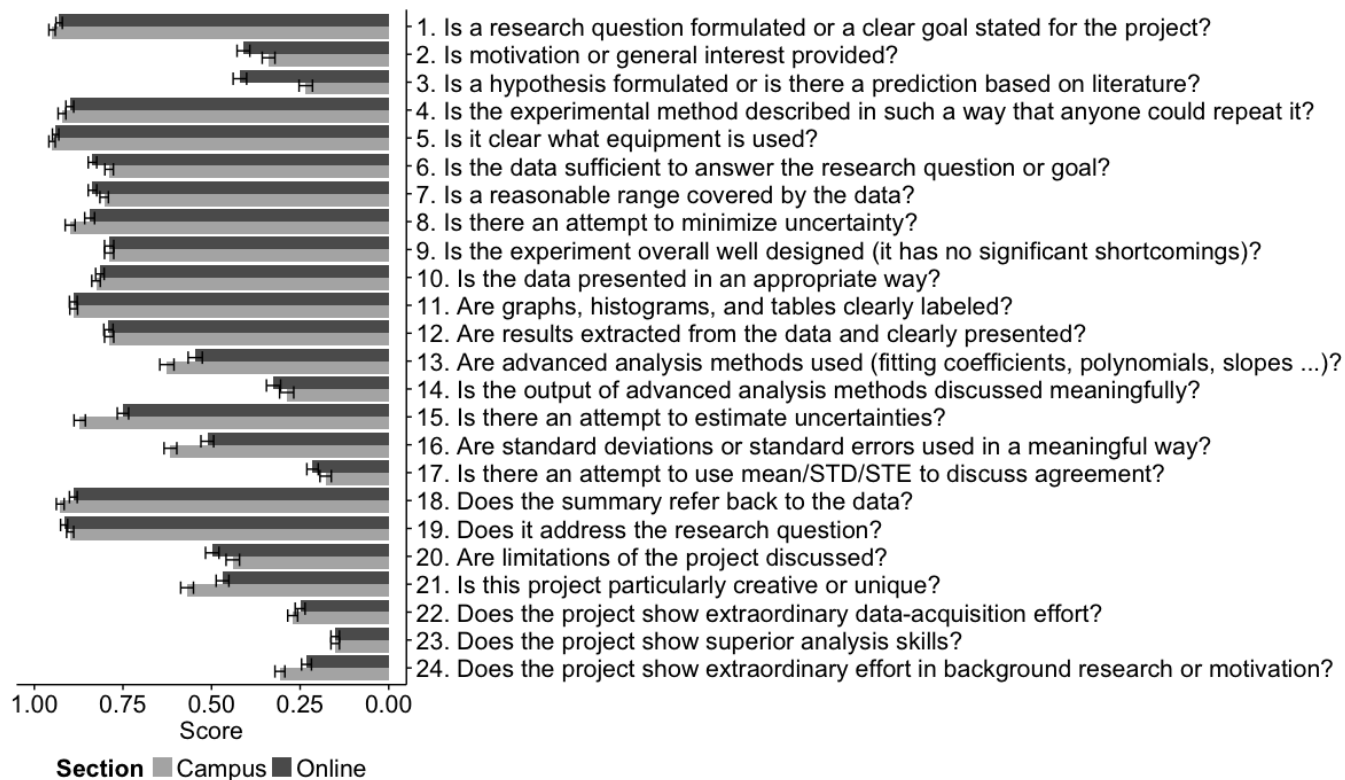 1. Is a research question formulated or a clear goal stated for the project?
2. Is motivation or general interest provided?
3. Is a hypothesis formulated or is there a prediction based on literature?
4. Is the experimental method described in such a way that anyone could repeat it?
5. Is it clear what equipment is used?
6. Is the data sufficient to answer the research question or goal?
7. Is a reasonable range covered by the data?
8. Is there an attempt to minimize uncertainty?
9. Is the experiment overall well designed (it has no significant shortcomings)?
10. Is the data presented in an appropriate way?
11. Are graphs, histograms, and tables clearly labeled?
12. Are results extracted from the data and clearly presented?
13. Are advanced analysis methods used (fitting coefficients, polynomials, slopes ...)?
14. Is the output of advanced analysis methods discussed meaningfully?
15. Is there an attempt to estimate uncertainties?
16. Are standard deviations or standard errors used in a meaningful way?
17. Is there an attempt to use mean/STD/STE to discuss agreement?
18. Does the summary refer back to the data?
19. Does it address the research question?
20. Are limitations of the project discussed?
21. Is this project particularly creative or unique?
22. Does the project show extraordinary data-acquisition effort?
23. Does the project show superior analysis skills?
24. Does the project show extraordinary effort in background research or motivation?
1.00 0.75 0.50 0.25 0.00
Score
Section Campus Online